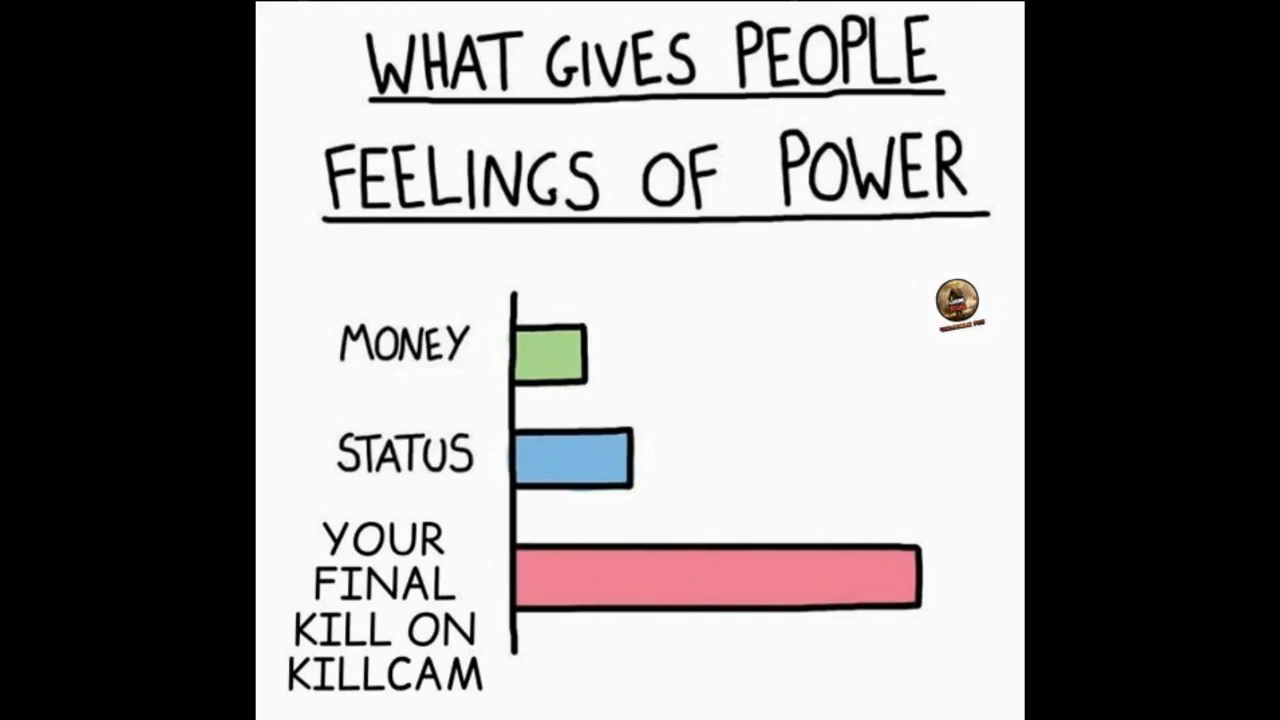 WHAT GIVES PEOPLE
FEELINGS OF POWER
MONEY
STATUS
YOUR
FINAL
KILL ON
KILLCAM